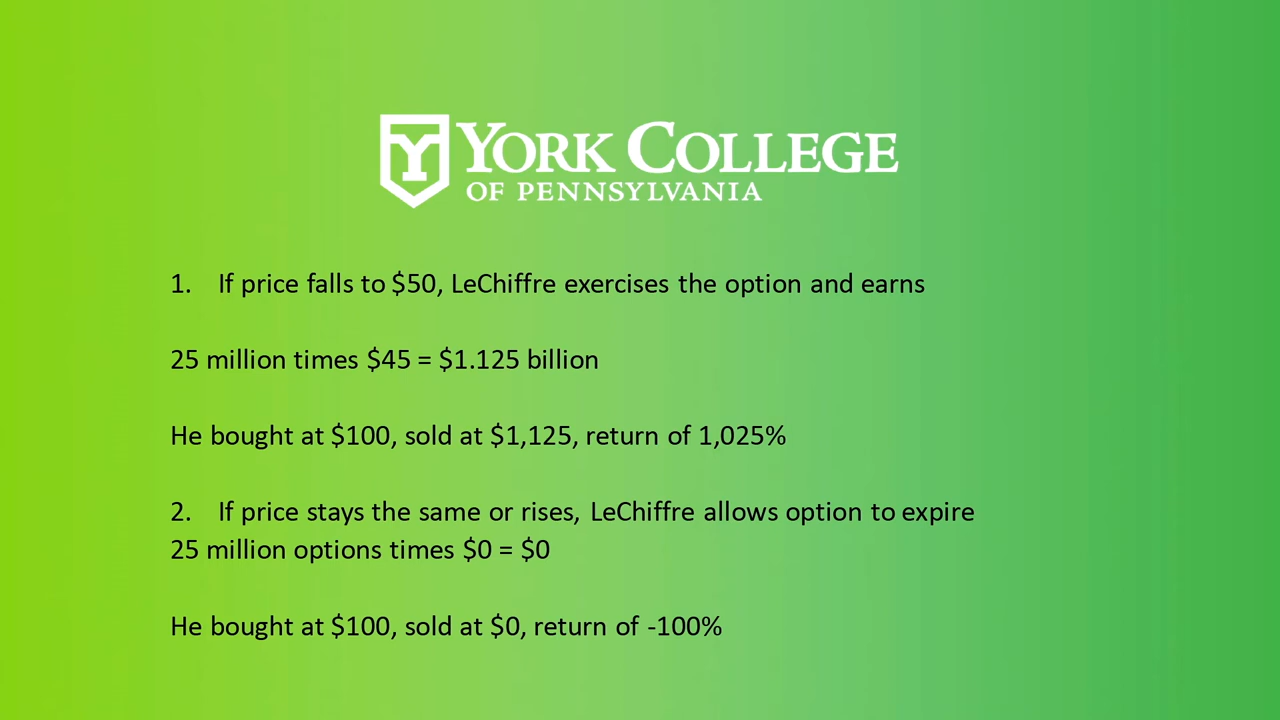 Y YORK COLLEGE
OF PENNSYLVANIA
1. If price falls to $50, LeChiffre exercises the option and earns
25 million times $45 = $1.125 billion
He bought at $100, sold at $1,125, return of 1,025%
2. If price stays the same or rises, LeChiffre allows option to expire
25 million options times $0 = $0
He bought at $100, sold at $0, return of -100%